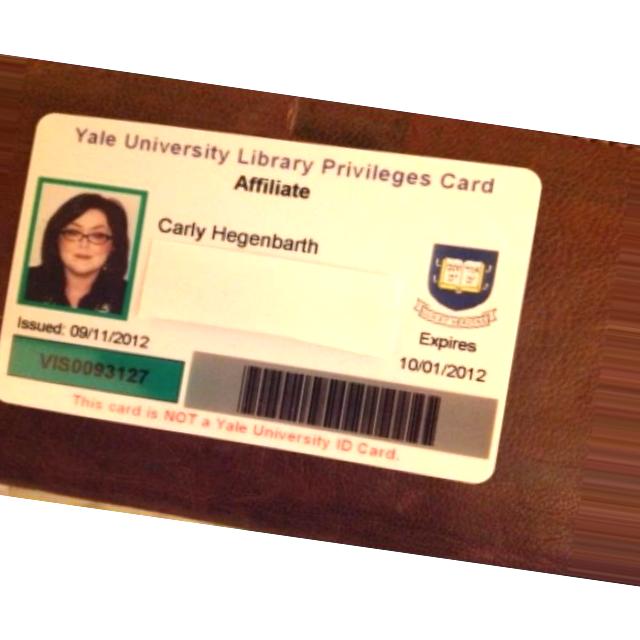 Yale University Library Privileges Card
Affiliate
Carly Hegenbarth
Issued: 09/11/2012
Expires
10/01/2012
VIS0093127
This card is NOT a Yale University ID Card.